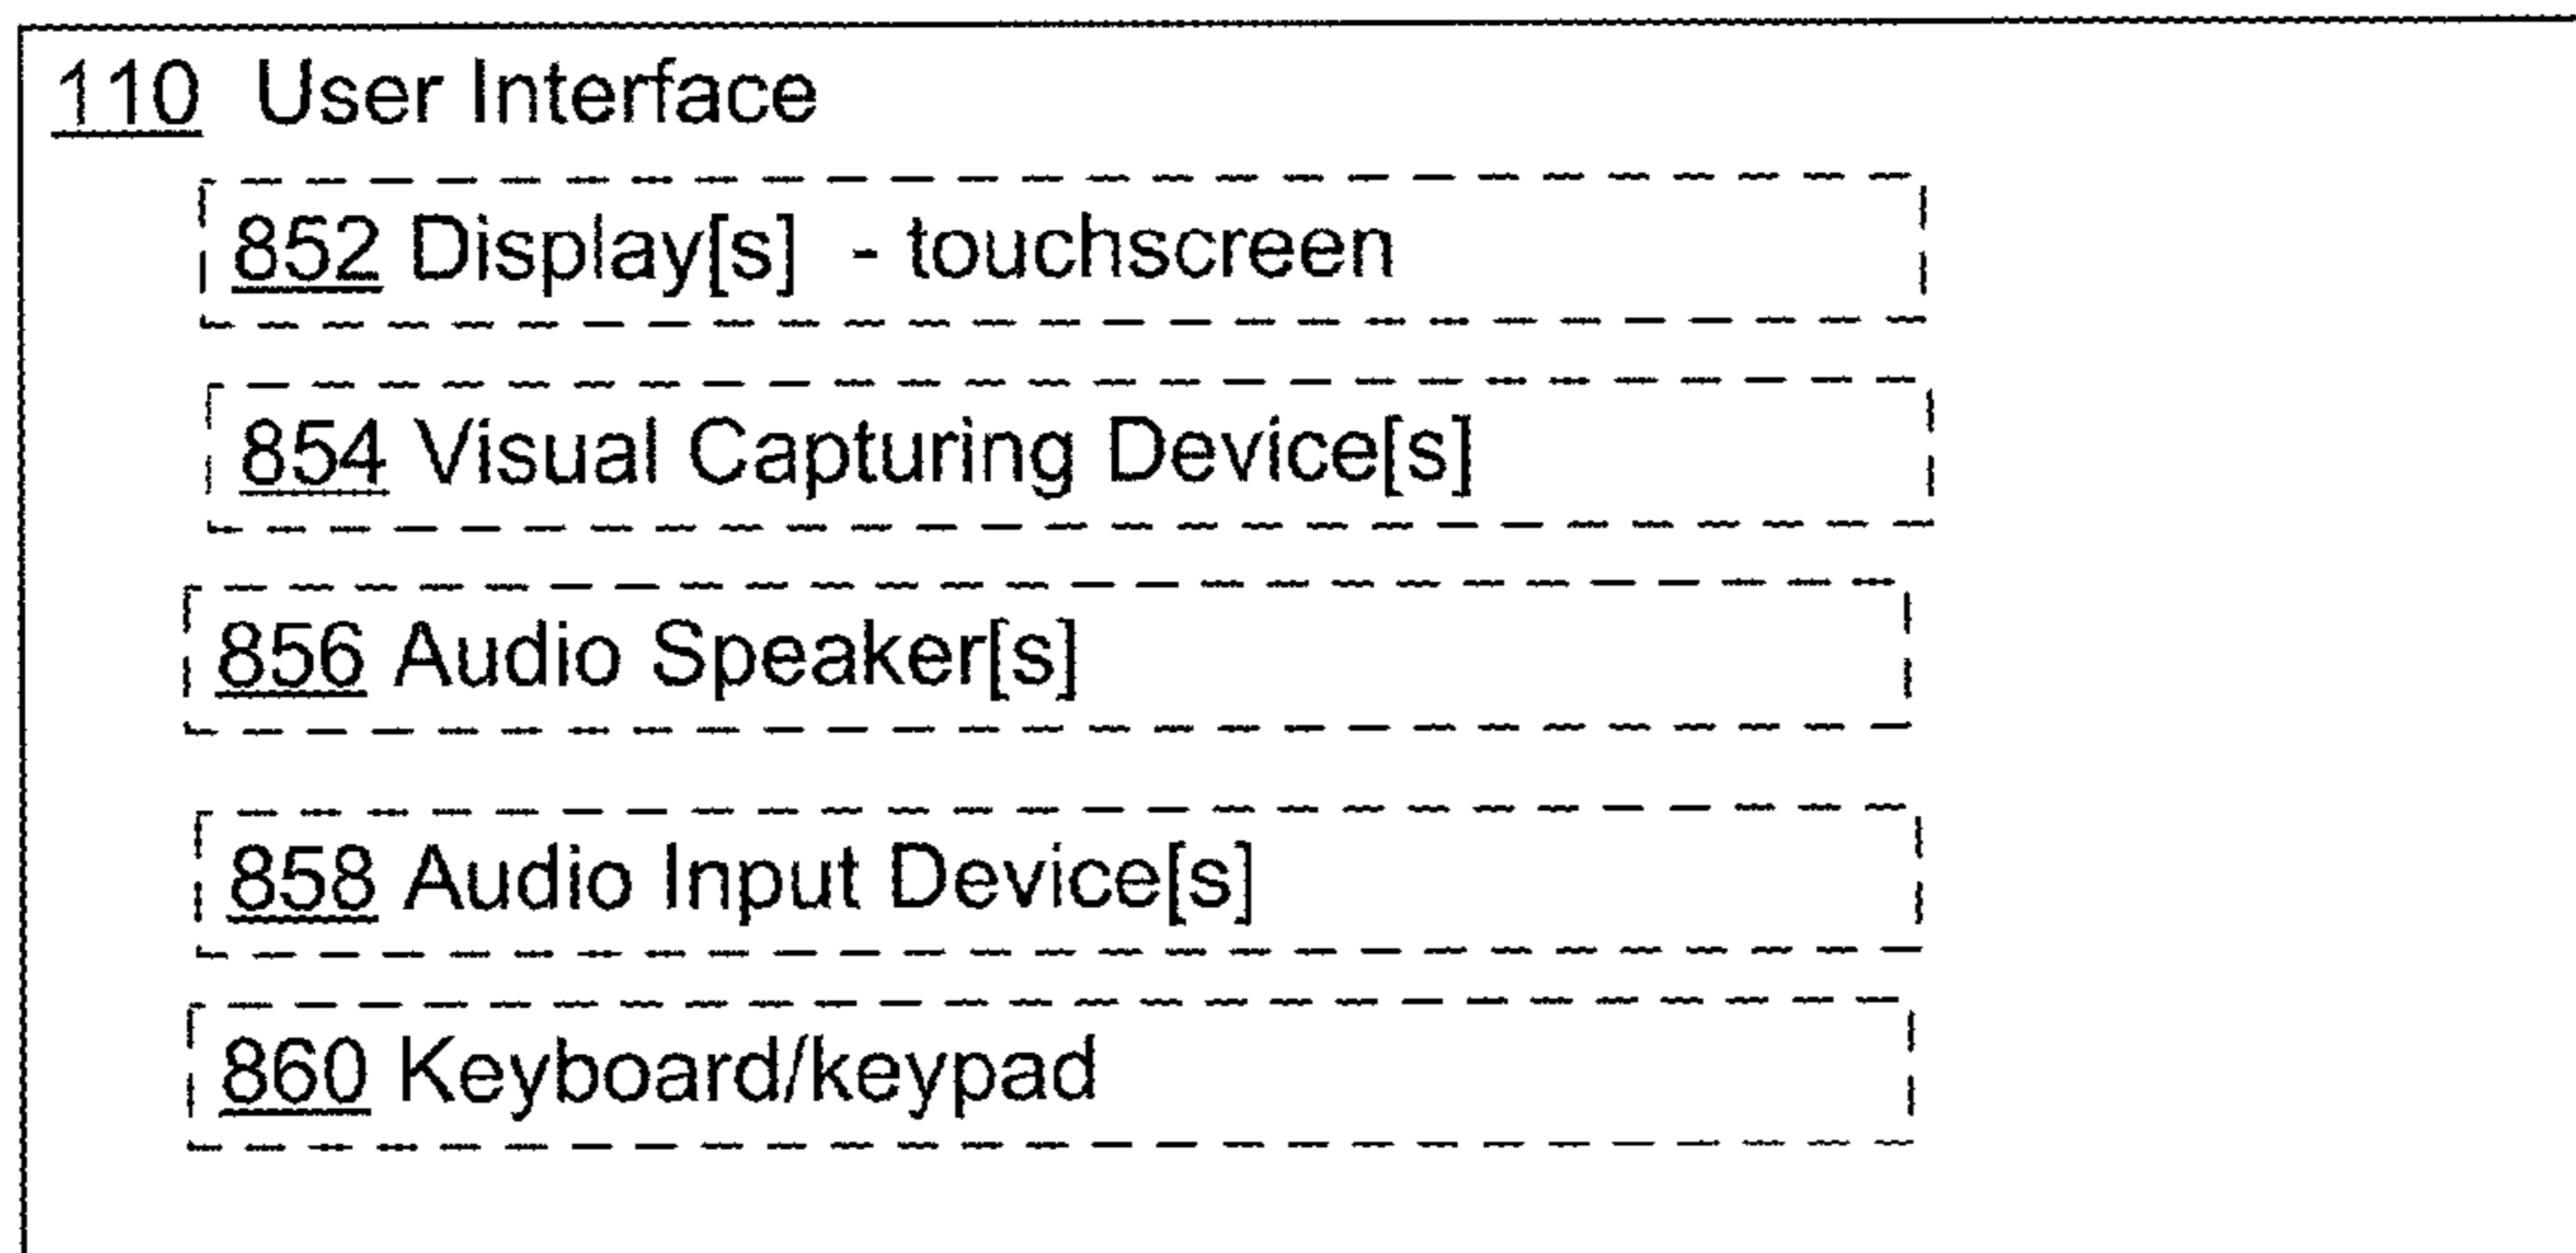 110 User Interface
852 Display[s] - touchscreen
854 Visual Capturing Device[s]
856 Audio Speaker[s]
858 Audio Input Device[s]
860 Keyboard/keypad